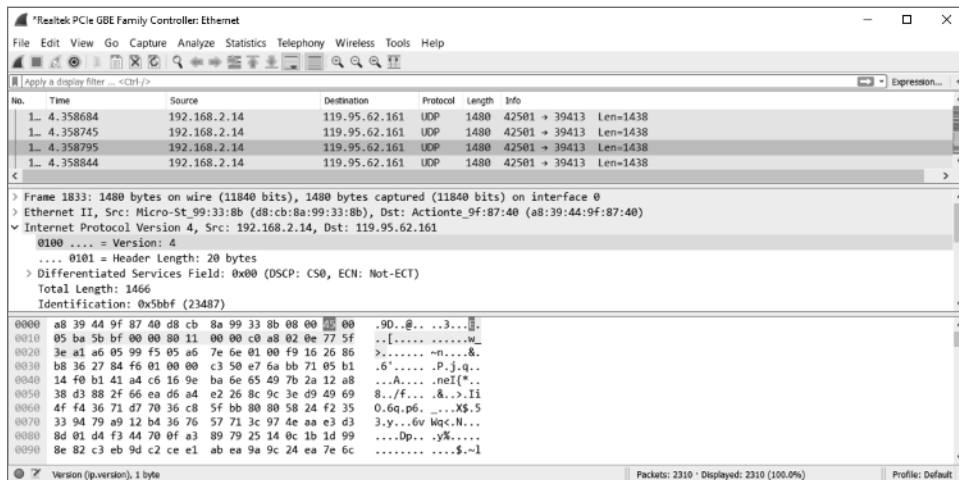 *Realtek PCIe GBE Family Controller: Ethernet
File Edit View Go Capture Analyze Statistics Telephony Wireless Tools Help
Apply a display filter ... <Ctrl-/> Expression...
No. Time Source Destination Protocol Length Info
1... 4.358684 192.168.2.14 119.95.62.161 UDP 1480 42501 → 39413 Len=1438
1... 4.358745 192.168.2.14 119.95.62.161 UDP 1480 42501 → 39413 Len=1438
1... 4.358795 192.168.2.14 119.95.62.161 UDP 1480 42501 → 39413 Len=1438
1... 4.358844 192.168.2.14 119.95.62.161 UDP 1480 42501 → 39413 Len=1438
Frame 1833: 1480 bytes on wire (11840 bits), 1480 bytes captured (11840 bits) on interface 0
Ethernet II, Src: Micro-St_99:33:8b (d8:cb:8a:99:33:8b), Dst: Actionte_9f:87:40 (a8:39:44:9f:87:40)
Internet Protocol Version 4, Src: 192.168.2.14, Dst: 119.95.62.161
0100 .... = Version: 4
.... 0101 = Header Length: 20 bytes
Differentiated Services Field: 0x00 (DSCP: CS0, ECN: Not-ECT)
Total Length: 1466
Identification: 0x5bbf (23487)
0000 a8 39 44 9f 87 40 d8 cb 8a 99 33 8b 08 00 45 00 .9D..@.. ..3...E.
0010 05 ba 5b bf 00 00 80 11 00 00 c0 a8 02 0e 77 5f ..[..... ......w_
0020 3e a1 a6 05 99 f5 05 a6 7e 6e 01 00 f9 16 26 86 >....... ~n....&.
0030 b8 36 27 84 f6 01 00 00 c3 50 e7 6a bb 71 05 b1 .6'..... .P.j.q..
0040 14 f0 b1 41 a4 c6 16 9e ba 6e 65 49 7b 2a 12 a8 ...A.... .neI{*..
0050 38 d3 88 2f 66 ea d6 a4 e2 26 8c 9c 3e d9 49 69 8../f... .&..>.Ii
0060 4f f4 36 71 d7 70 36 c8 5f bb 80 80 58 24 f2 35 O.6q.p6. _...X$.5
0070 33 94 79 a9 12 b4 36 76 57 71 3c 97 4e aa e3 d3 3.y...6v Wq<.N...
0080 8d 01 d4 f3 44 70 0f a3 89 79 25 14 0c 1b 1d 99 ....Dp.. .y%.....
0090 8e 82 c3 eb 9d c2 ce e1 ab ea 9a 9c 24 ea 7e 6c ........ ....$.~l
Version (ip.version), 1 byte Packets: 2310 · Displayed: 2310 (100.0%) Profile: Default